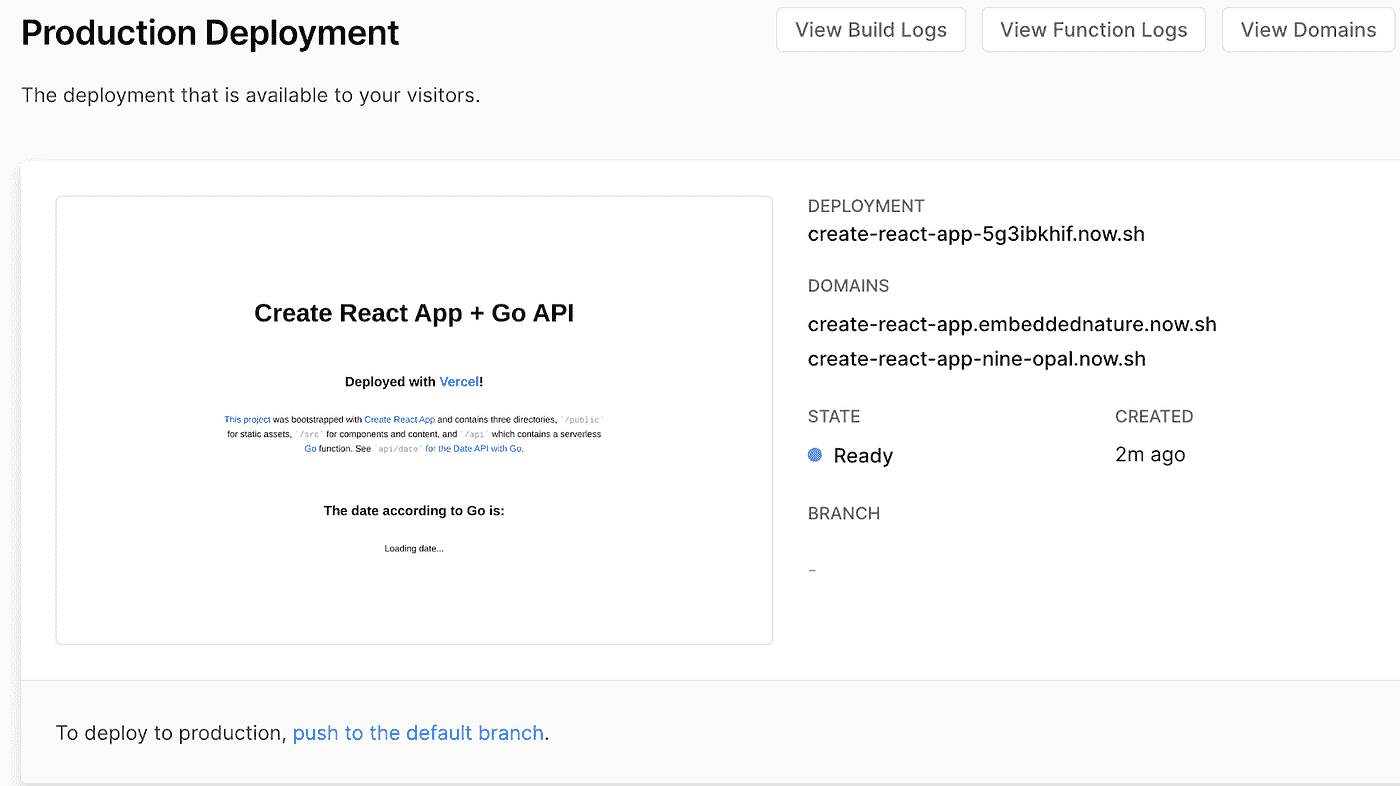 Production Deployment
View Build Logs
View Function Logs
View Domains
The deployment that is available to your visitors.
Create React App + Go API
Deployed with Vercel!
This project was bootstrapped with Create React App and contains three directories, `/public`
for static assets, `/src` for components and content, and `/api` which contains a serverless
Go function. See `api/date` for the Date API with Go.
The date according to Go is:
Loading date...
DEPLOYMENT
create-react-app-5g3ibkhif.now.sh
DOMAINS
create-react-app.embeddednature.now.sh
create-react-app-nine-opal.now.sh
STATE
Ready
CREATED
2m ago
BRANCH
-
To deploy to production, push to the default branch.